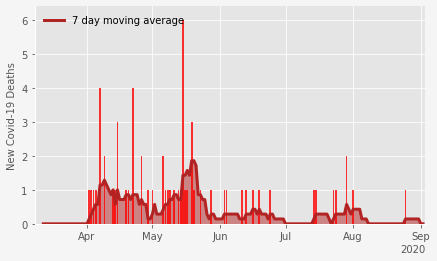 7 day moving average
New Covid-19 Deaths
6
5
4
3
2
1
0
Apr
May
Jun
Jul
Aug
Sep
2020